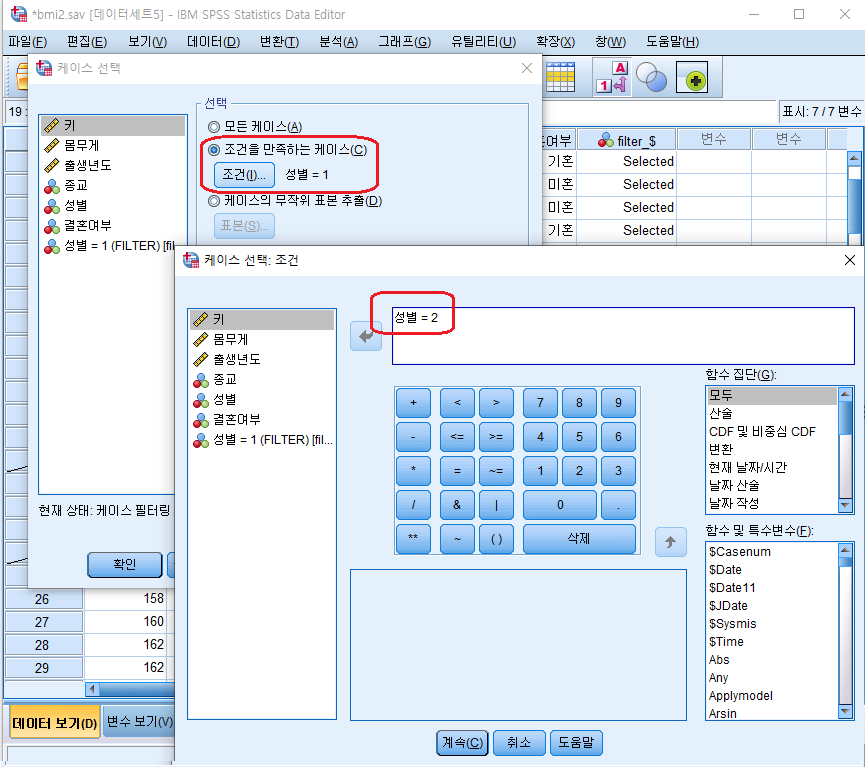 *bmi2.sav [데이터세트5] - IBM SPSS Statistics Data Editor
파일(F) 편집(E) 보기(V) 데이터(D) 변환(T) 분석(A) 그래프(G) 유틸리티(U) 확장(X) 창(W) 도움말(H)
케이스 선택
A
1
19 :
표시: 7 / 7 변수
키
몸무게
출생년도
종교
성별
결혼여부
성별 = 1 (FILTER) [fil
선택
모든 케이스(A)
조건을 만족하는 케이스(C)
조건(I)... 성별 = 1
케이스의 무작위 표본 추출(D)
표본(S)...
혼여부 filter_$ 변수 변수
기혼 Selected
미혼 Selected
미혼 Selected
기혼 Selected
현재 상태: 케이스 필터링
확인
26 158
27 160
28 162
29 162
데이터 보기(D) 변수 보기(V)
케이스 선택: 조건
키
몸무게
출생년도
종교
성별
결혼여부
성별 = 1 (FILTER) [fil...
성별 = 2
+ < > 7 8 9
- <= >= 4 5 6
* = ~= 1 2 3
/ & | 0 .
** ~ ( ) 삭제
함수 집단(G):
모두
산술
CDF 및 비중심 CDF
변환
현재 날짜/시간
날짜 산술
날짜 작성
함수 및 특수변수(F):
$Casenum
$Date
$Date11
$JDate
$Sysmis
$Time
Abs
Any
Applymodel
Arsin
계속(C) 취소 도움말